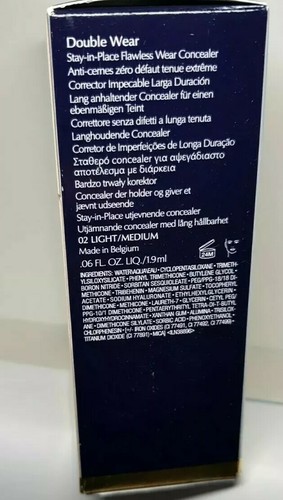 Double Wear
Stay-in-Place Flawless Wear Concealer
Anti-cernes zéro défaut tenue extrême
Corrector Impecable Larga Duración
Lang anhaltender Concealer für einen
ebenmäßigen Teint
Correttore senza difetti a lunga tenuta
Langhoudende Concealer
Corretor de Imperfeições de Longa Duração
Σταθερό concealer για αψεγάδιαστο
αποτέλεσμα με διάρκεια
Bardzo trwały korektor
Concealer der holder og giver et
jævnt udseende
Stay-in-Place utjevnende concealer
Utjämnande concealer med lång hållbarhet
02 LIGHT/MEDIUM
Made in Belgium
.06 FL. OZ. LIQ./1.9ml
24M
INGREDIENTS: WATER\AQUA\EAU • CYCLOPENTASILOXANE • TRIMETH-
YLSILOXYSILICATE • PHENYL TRIMETHICONE • BUTYLENE GLYCOL •
BORON NITRIDE • SORBITAN SESQUIOLEATE • PEG/PPG-18/18 DI-
METHICONE • TRIBEHENIN • MAGNESIUM SULFATE • TOCOPHERYL
ACETATE • SODIUM HYALURONATE • ETHYLHEXYLGLYCERIN •
DIMETHICONE • METHICONE • LAURETH-7 • GLYCERIN • CETYL PEG/
PPG-10/1 DIMETHICONE • PENTAERYTHRITYL TETRA-DI-T-BUTYL
HYDROXYHYDROCINNAMATE • XANTHAN GUM • ALUMINA • TRISILOX-
ANE • DIMETHICONE SILYLATE • SORBIC ACID • PHENOXYETHANOL •
CHLORPHENESIN • [+/- IRON OXIDES (CI 77491, CI 77492, CI 77499) •
TITANIUM DIOXIDE (CI 77891) • MICA]